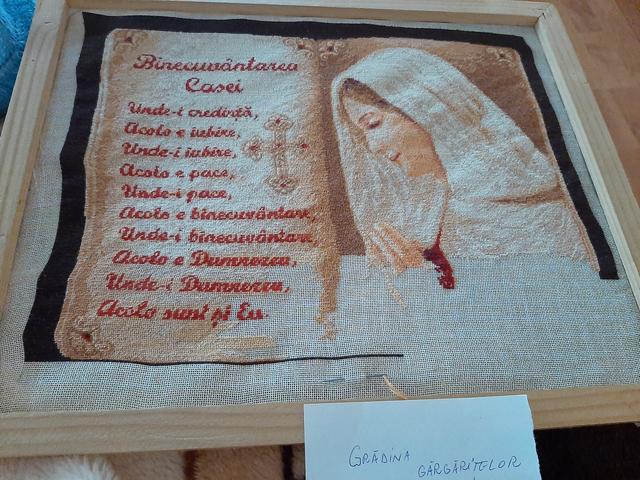 Binecuvântarea
Casei
Unde-i credință,
Acolo e iubire,
Unde-i iubire,
Acolo e pace,
Unde-i pace,
Acolo e binecuvântare,
Unde-i binecuvântare,
Acolo e Dumnezeu,
Unde-i Dumnezeu,
Acolo sunt și Eu.
GRĂDINA
GĂRGĂRIȚELOR